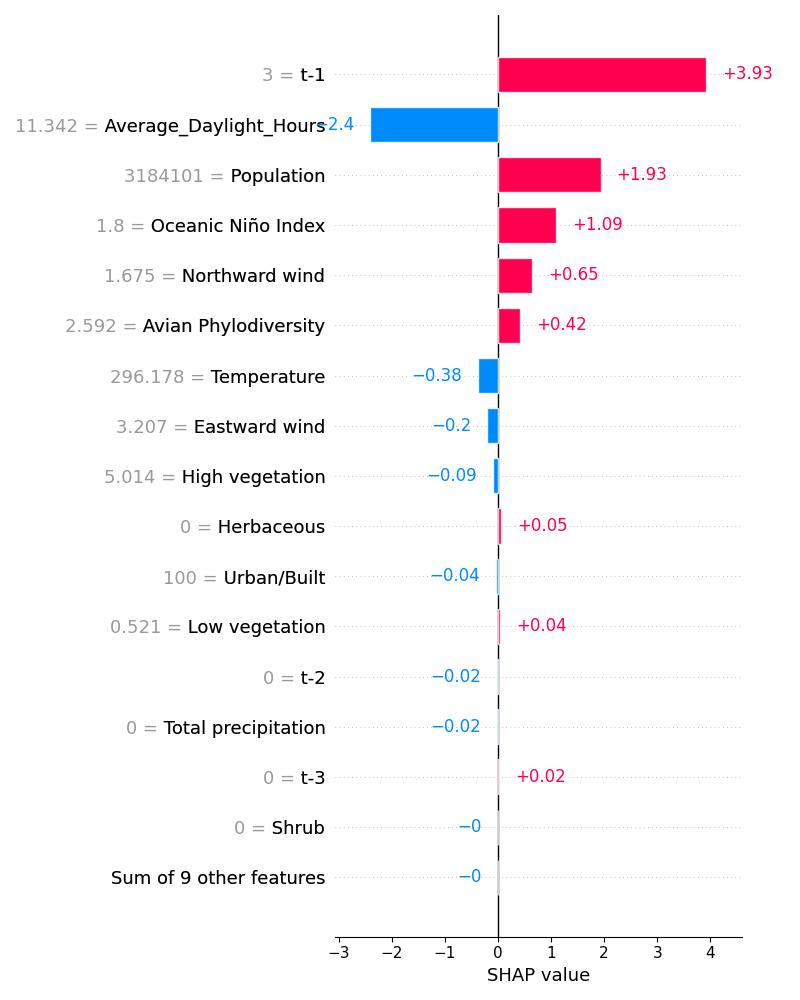 3 = t-1
+3.93
11.342 = Average_Daylight_Hours
−2.4
3184101 = Population
+1.93
1.8 = Oceanic Niño Index
+1.09
1.675 = Northward wind
+0.65
2.592 = Avian Phylodiversity
+0.42
296.178 = Temperature
−0.38
3.207 = Eastward wind
−0.2
5.014 = High vegetation
−0.09
0 = Herbaceous
+0.05
100 = Urban/Built
−0.04
0.521 = Low vegetation
+0.04
0 = t-2
−0.02
0 = Total precipitation
−0.02
0 = t-3
+0.02
0 = Shrub
−0
Sum of 9 other features
−0
−3 −2 −1 0 1 2 3 4
SHAP value